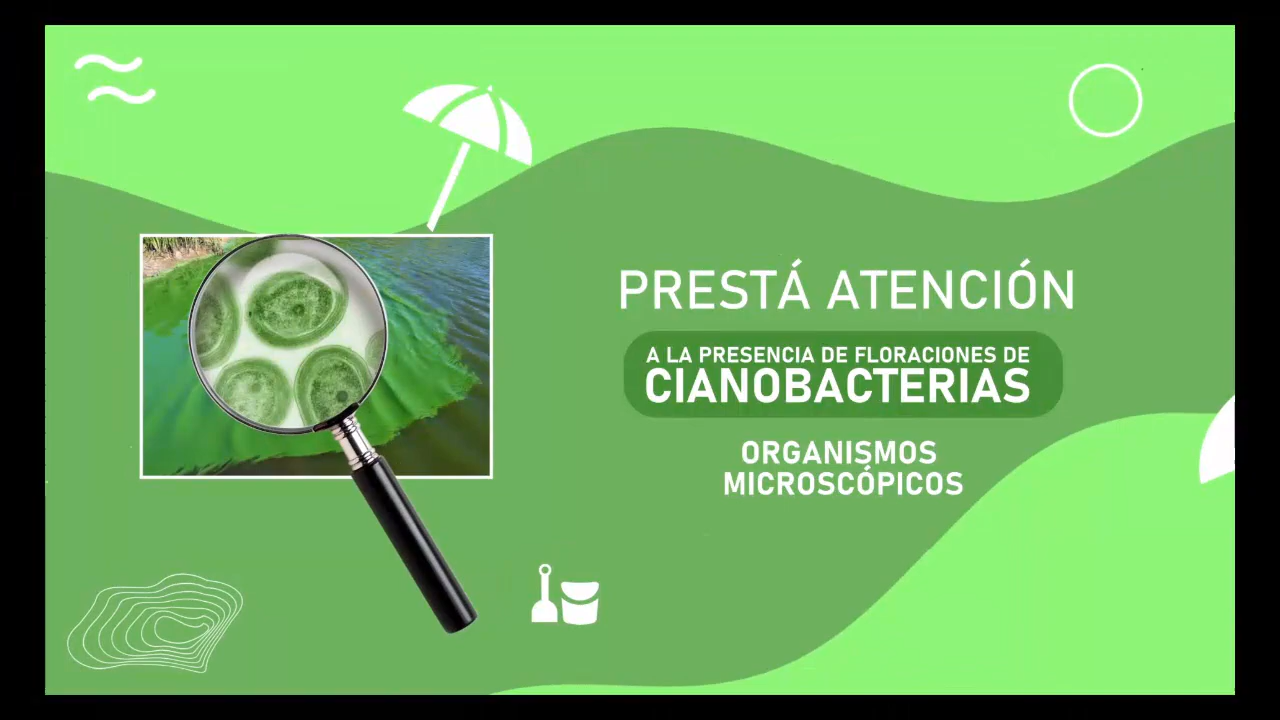 PRESTÁ ATENCIÓN
A LA PRESENCIA DE FLORACIONES DE
CIANOBACTERIAS
ORGANISMOS
MICROSCÓPICOS